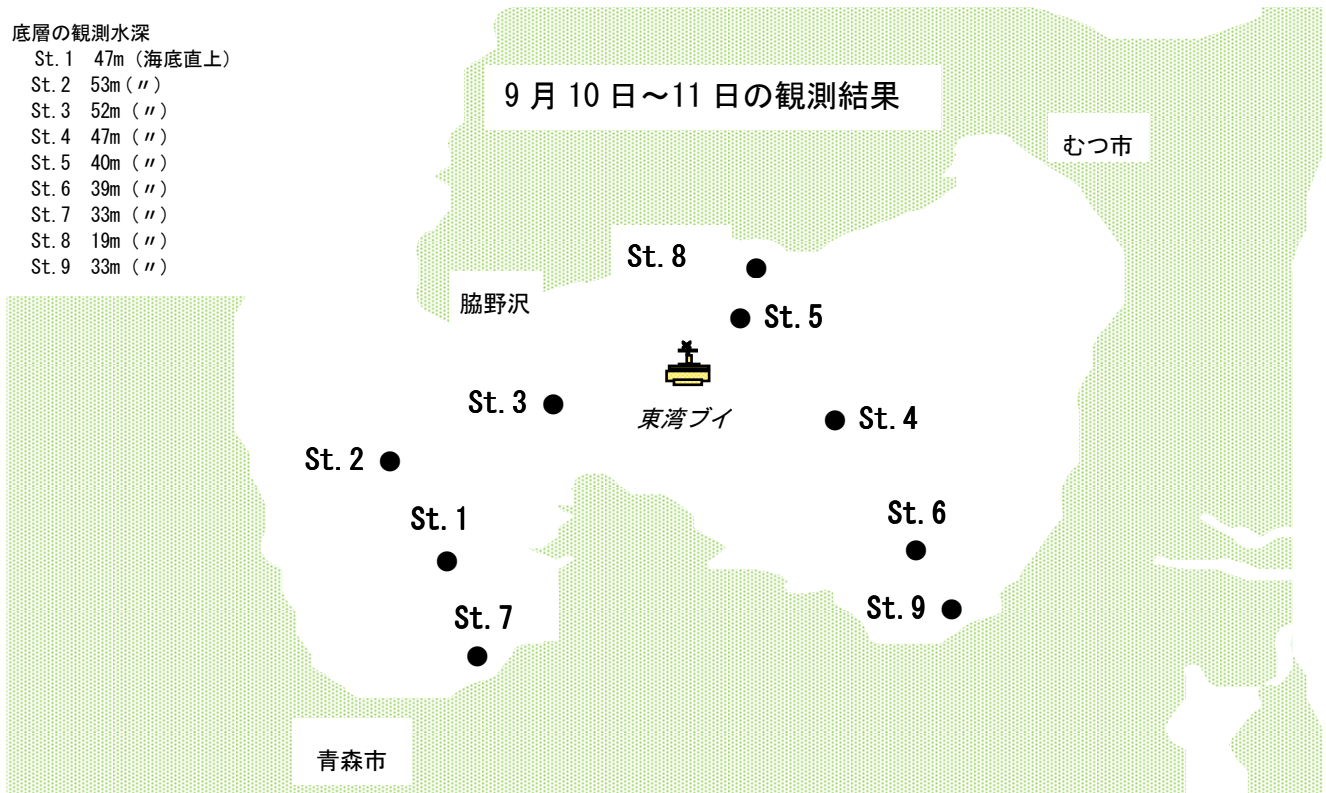 底層の観測水深
St.1 47m (海底直上)
St.2 53m (〃)
St.3 52m (〃)
St.4 47m (〃)
St.5 40m (〃)
St.6 39m (〃)
St.7 33m (〃)
St.8 19m (〃)
St.9 33m (〃)
9月10日～11日の観測結果
むつ市
St.8
脇野沢
St.5
St.3
東湾ブイ
St.4
St.2
St.1
St.6
St.9
St.7
青森市